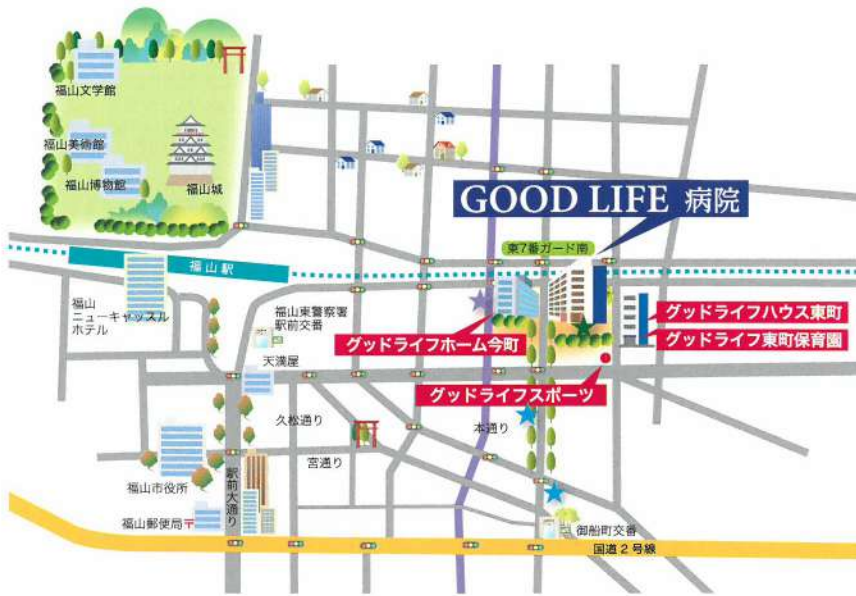 福山文学館
福山美術館
福山博物館
福山城
GOOD LIFE 病院
東7番ガード南
福山駅
福山
ニューキャッスル
ホテル
福山東警察署
駅前交番
天満屋
グッドライフホーム今町
グッドライフハウス東町
グッドライフ東町保育園
グッドライフスポーツ
久松通り
本通り
宮通り
福山市役所
駅前大通り
福山郵便局〒
御船町交番
国道2号線